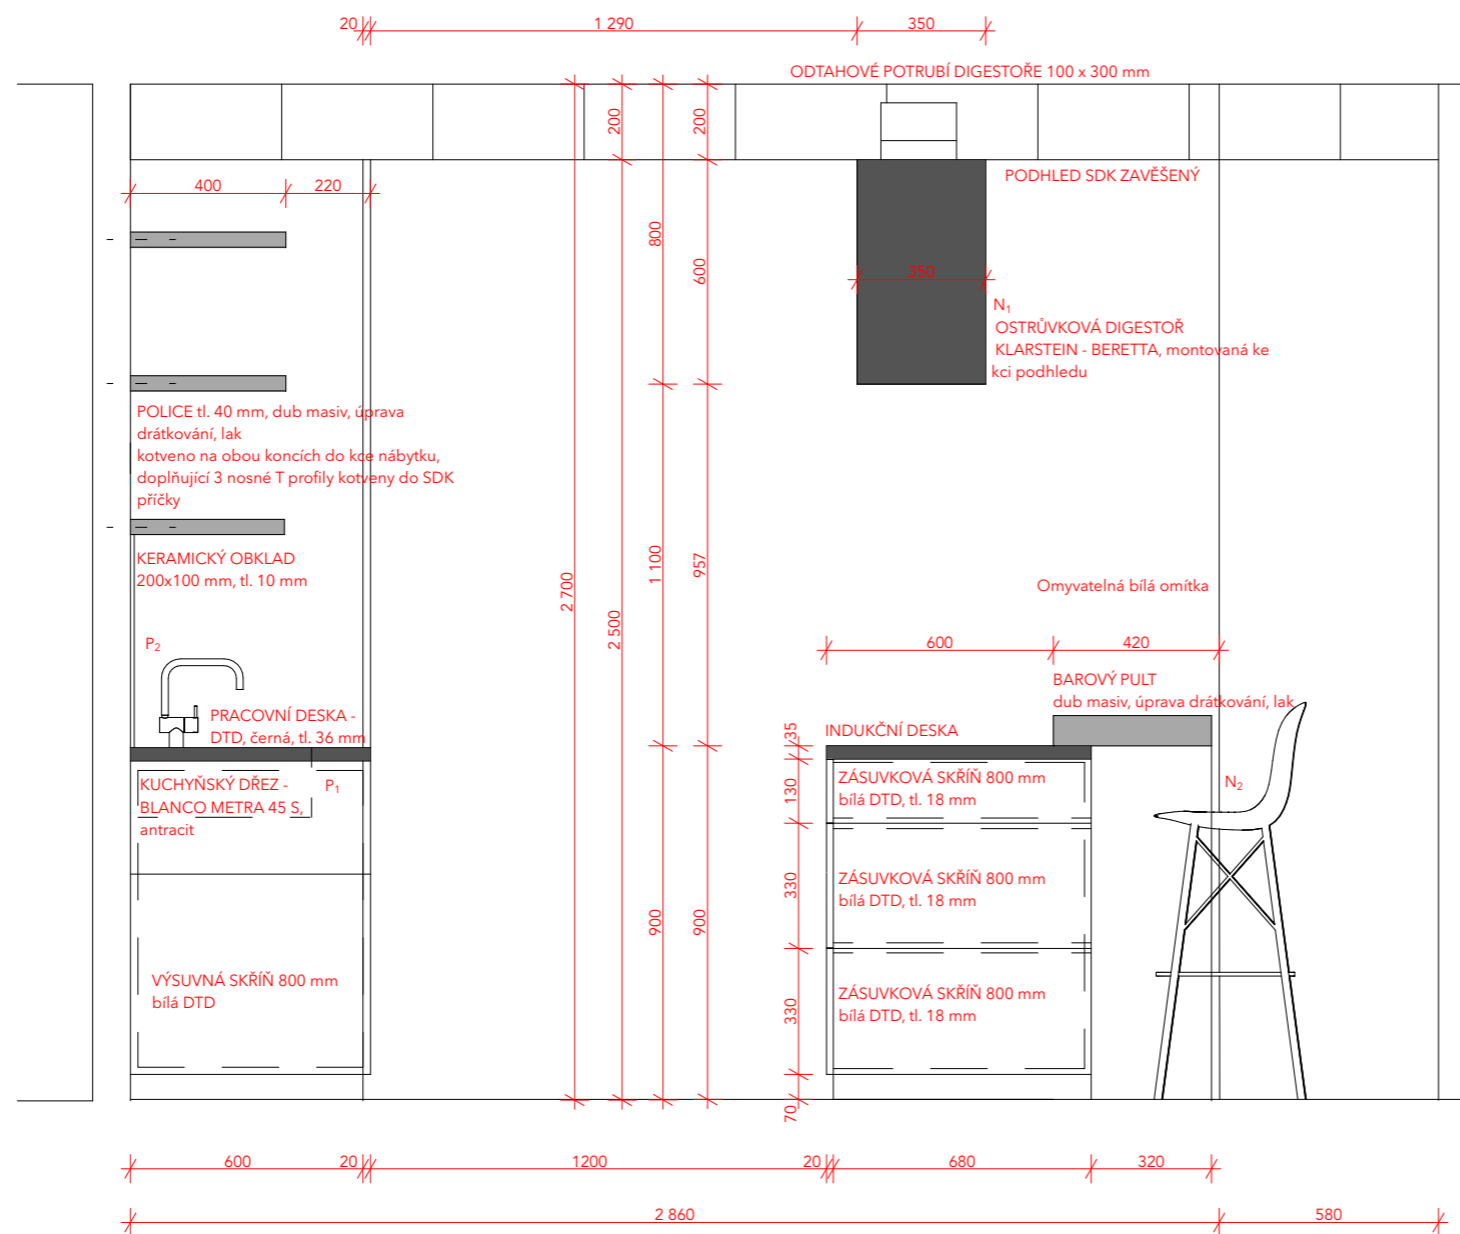 20
1 290
350
ODTAHOVÉ POTRUBÍ DIGESTOŘE 100 x 300 mm
200
200
PODHLED SDK ZAVĚŠENÝ
400
220
800
600
350
N₁
OSTRŮVKOVÁ DIGESTOŘ
KLARSTEIN - BERETTA, montovaná ke
kci podhledu
POLICE tl. 40 mm, dub masiv, úprava
drátkování, lak
kotveno na obou koncích do kce nábytku,
doplňující 3 nosné T profily kotveny do SDK
příčky
KERAMICKÝ OBKLAD
200x100 mm, tl. 10 mm
2 700
2 500
1 100
957
Omyvatelná bílá omítka
P₂
600
420
BAROVÝ PULT
dub masiv, úprava drátkování, lak
PRACOVNÍ DESKA -
DTD, černá, tl. 36 mm
35
INDUKČNÍ DESKA
KUCHYŇSKÝ DŘEZ -
BLANCO METRA 45 S,
antracit
P₁
130
ZÁSUVKOVÁ SKŘÍŇ 800 mm
bílá DTD, tl. 18 mm
N₂
330
ZÁSUVKOVÁ SKŘÍŇ 800 mm
bílá DTD, tl. 18 mm
900
900
VÝSUVNÁ SKŘÍŇ 800 mm
bílá DTD
330
ZÁSUVKOVÁ SKŘÍŇ 800 mm
bílá DTD, tl. 18 mm
70
600
20
1200
20
680
320
2 860
580